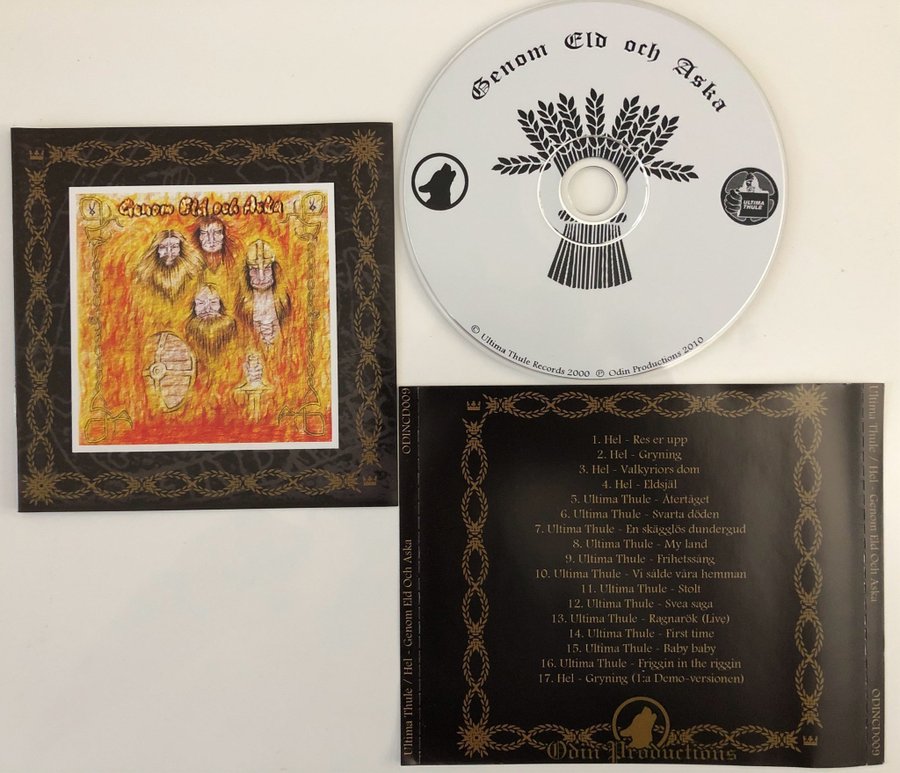 Genom Eld och Aska
Genom Eld och Aska
ULTIMA
THULE
© Ultima Thule Records 2000 ℗ Odin Productions 2010
ODINCD009
Ultima Thule / Hel - Genom Eld Och Aska
1. Hel - Res er upp
2. Hel - Gryning
3. Hel - Valkyriors dom
4. Hel - Eldsjäl
5. Ultima Thule - Återtåget
6. Ultima Thule - Svarta döden
7. Ultima Thule - En skägglös dundergud
8. Ultima Thule - My land
9. Ultima Thule - Frihetssång
10. Ultima Thule - Vi sålde våra hemman
11. Ultima Thule - Stolt
12. Ultima Thule - Svea saga
13. Ultima Thule - Ragnarök (Live)
14. Ultima Thule - First time
15. Ultima Thule - Baby baby
16. Ultima Thule - Friggin in the riggin
17. Hel - Gryning (1:a Demo-versionen)
Odin Productions
Ultima Thule / Hel - Genom Eld Och Aska
ODINCD009